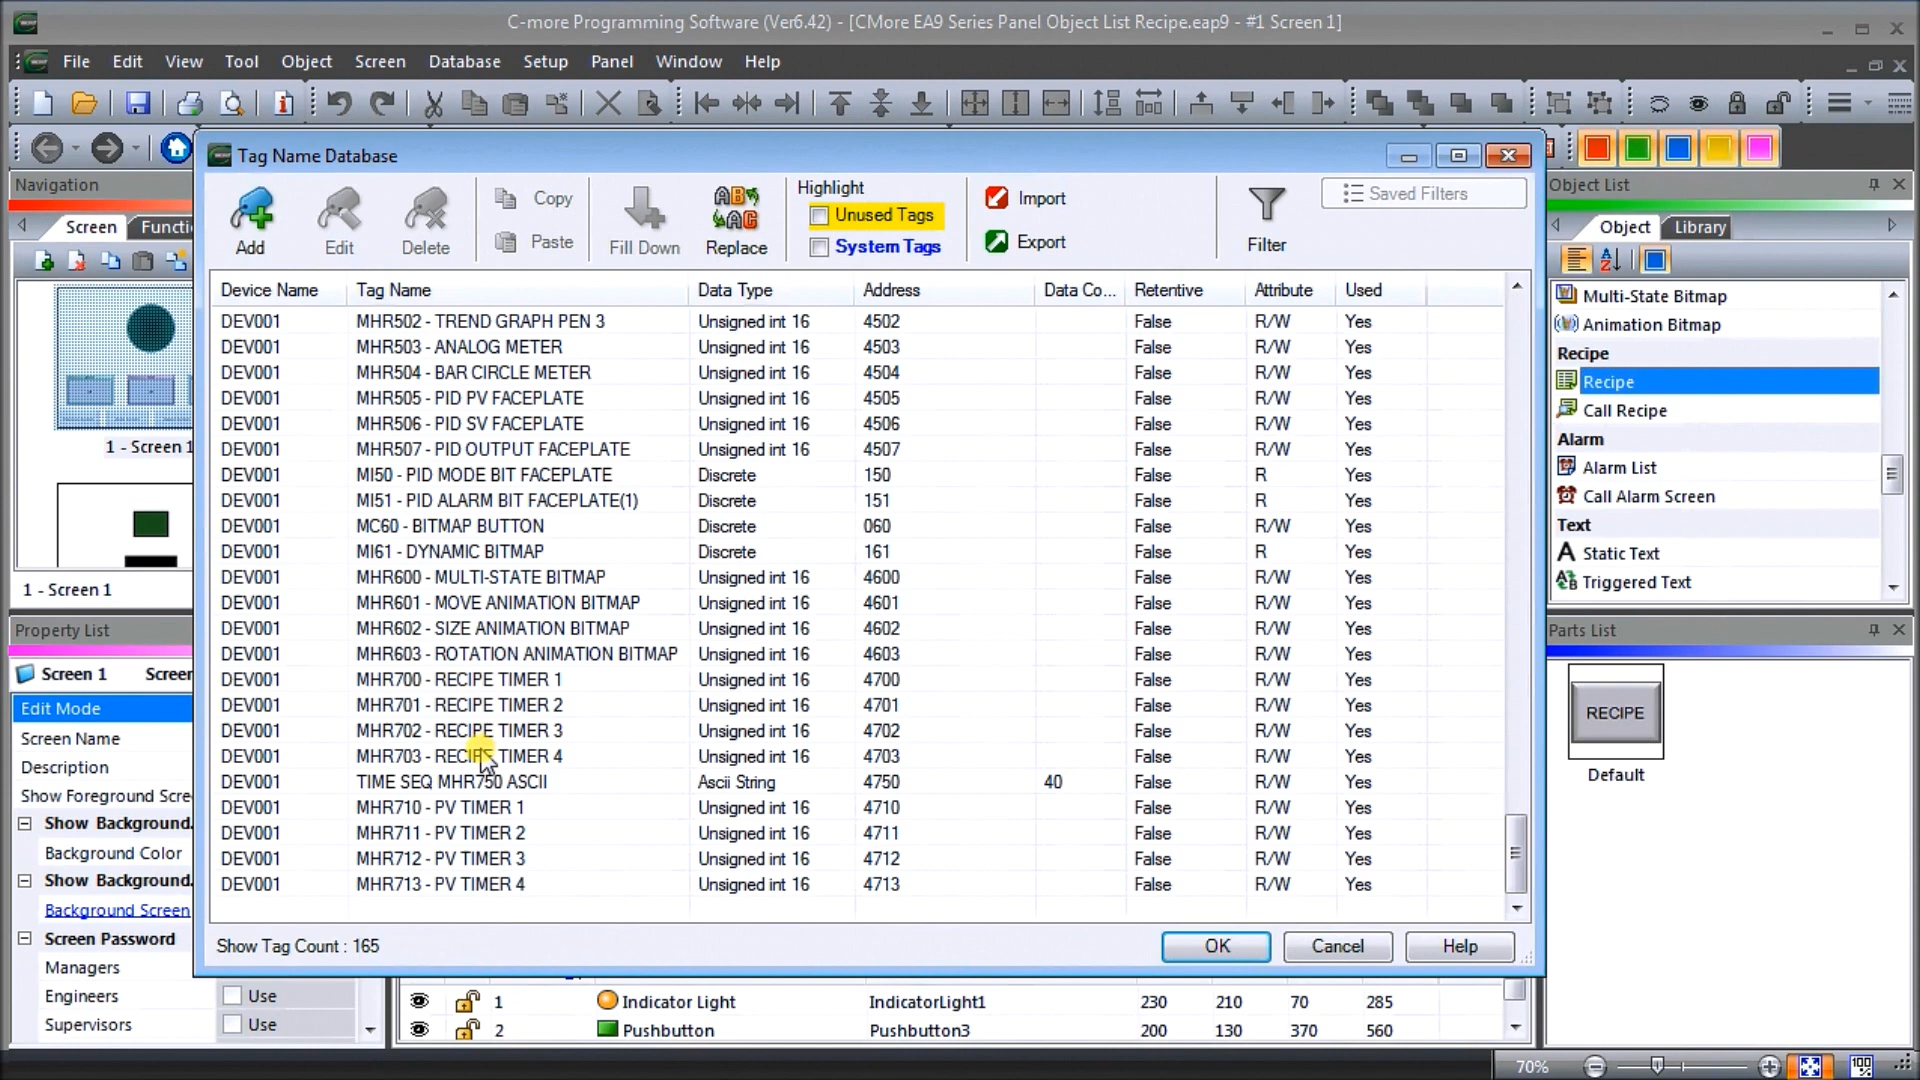 C-more Programming Software (Ver6.42) - [CMore EA9 Series Panel Object List Recipe.eap9 - #1 Screen 1]
File Edit View Tool Object Screen Database Setup Panel Window Help
Navigation
Screen Functi
1 - Screen 1
1 - Screen 1
Property List
Screen 1 Screen
Edit Mode
Screen Name
Description
Show Foreground Scre
Show Background.
Background Color
Show Background.
Background Screen
Screen Password
Managers
Engineers Use
Supervisors Use
Tag Name Database
Add Edit Delete Copy Paste Fill Down Replace
Highlight
Unused Tags
System Tags
Import
Export
Filter
Saved Filters
Device Name Tag Name Data Type Address Data Co... Retentive Attribute Used
DEV001 MHR502 - TREND GRAPH PEN 3 Unsigned int 16 4502 False R/W Yes
DEV001 MHR503 - ANALOG METER Unsigned int 16 4503 False R/W Yes
DEV001 MHR504 - BAR CIRCLE METER Unsigned int 16 4504 False R/W Yes
DEV001 MHR505 - PID PV FACEPLATE Unsigned int 16 4505 False R/W Yes
DEV001 MHR506 - PID SV FACEPLATE Unsigned int 16 4506 False R/W Yes
DEV001 MHR507 - PID OUTPUT FACEPLATE Unsigned int 16 4507 False R/W Yes
DEV001 MI50 - PID MODE BIT FACEPLATE Discrete 150 False R Yes
DEV001 MI51 - PID ALARM BIT FACEPLATE(1) Discrete 151 False R Yes
DEV001 MC60 - BITMAP BUTTON Discrete 060 False R/W Yes
DEV001 MI61 - DYNAMIC BITMAP Discrete 161 False R Yes
DEV001 MHR600 - MULTI-STATE BITMAP Unsigned int 16 4600 False R/W Yes
DEV001 MHR601 - MOVE ANIMATION BITMAP Unsigned int 16 4601 False R/W Yes
DEV001 MHR602 - SIZE ANIMATION BITMAP Unsigned int 16 4602 False R/W Yes
DEV001 MHR603 - ROTATION ANIMATION BITMAP Unsigned int 16 4603 False R/W Yes
DEV001 MHR700 - RECIPE TIMER 1 Unsigned int 16 4700 False R/W Yes
DEV001 MHR701 - RECIPE TIMER 2 Unsigned int 16 4701 False R/W Yes
DEV001 MHR702 - RECIPE TIMER 3 Unsigned int 16 4702 False R/W Yes
DEV001 MHR703 - RECIPE TIMER 4 Unsigned int 16 4703 False R/W Yes
DEV001 TIME SEQ MHR750 ASCII Ascii String 4750 40 False R/W Yes
DEV001 MHR710 - PV TIMER 1 Unsigned int 16 4710 False R/W Yes
DEV001 MHR711 - PV TIMER 2 Unsigned int 16 4711 False R/W Yes
DEV001 MHR712 - PV TIMER 3 Unsigned int 16 4712 False R/W Yes
DEV001 MHR713 - PV TIMER 4 Unsigned int 16 4713 False R/W Yes
Show Tag Count : 165
OK Cancel Help
1 Indicator Light IndicatorLight1 230 210 70 285
2 Pushbutton Pushbutton3 200 130 370 560
Object List
Object Library
Multi-State Bitmap
Animation Bitmap
Recipe
Recipe
Call Recipe
Alarm
Alarm List
Call Alarm Screen
Text
Static Text
Triggered Text
Parts List
RECIPE
Default
70%
100%